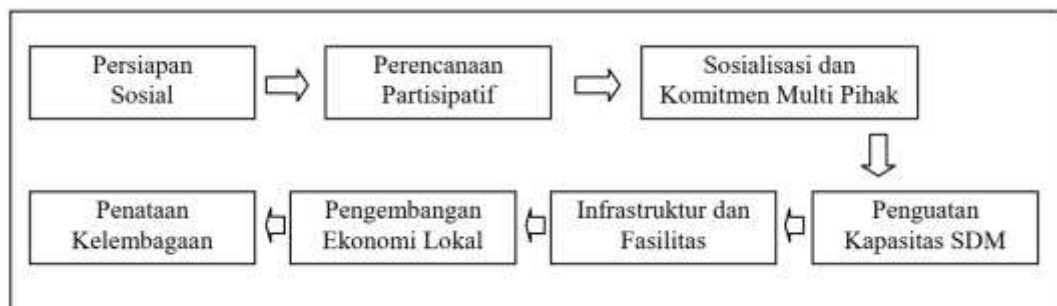 Persiapan
Sosial
Perencanaan
Partisipatif
Sosialisasi dan
Komitmen Multi Pihak
Penguatan
Kapasitas SDM
Infrastruktur dan
Fasilitas
Pengembangan
Ekonomi Lokal
Penataan
Kelembagaan